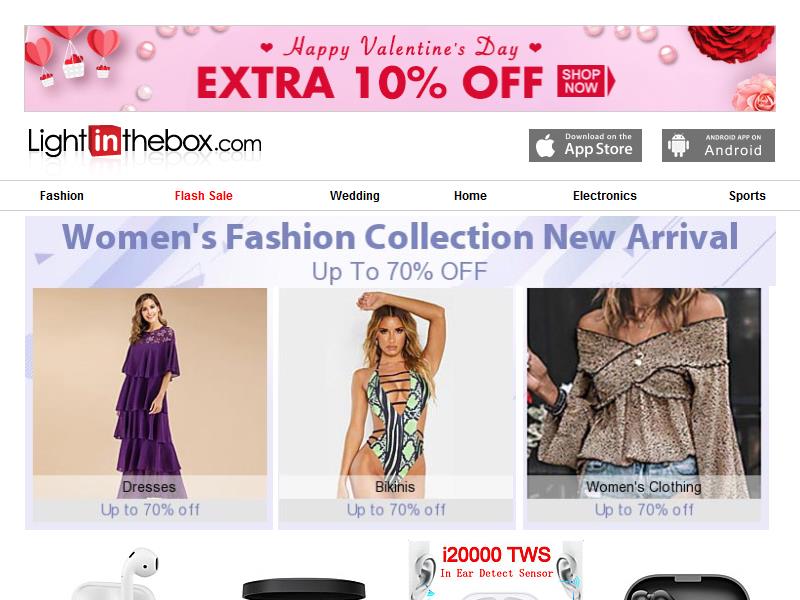 Happy Valentine's Day
EXTRA 10% OFF
SHOP
NOW
Lightinthebox.com
Download on the
App Store
ANDROID APP ON
Android
Fashion
Flash Sale
Wedding
Home
Electronics
Sports
Women's Fashion Collection New Arrival
Up To 70% OFF
Dresses
Up to 70% off
Bikinis
Up to 70% off
Women's Clothing
Up to 70% off
i20000 TWS
In Ear Detect Sensor